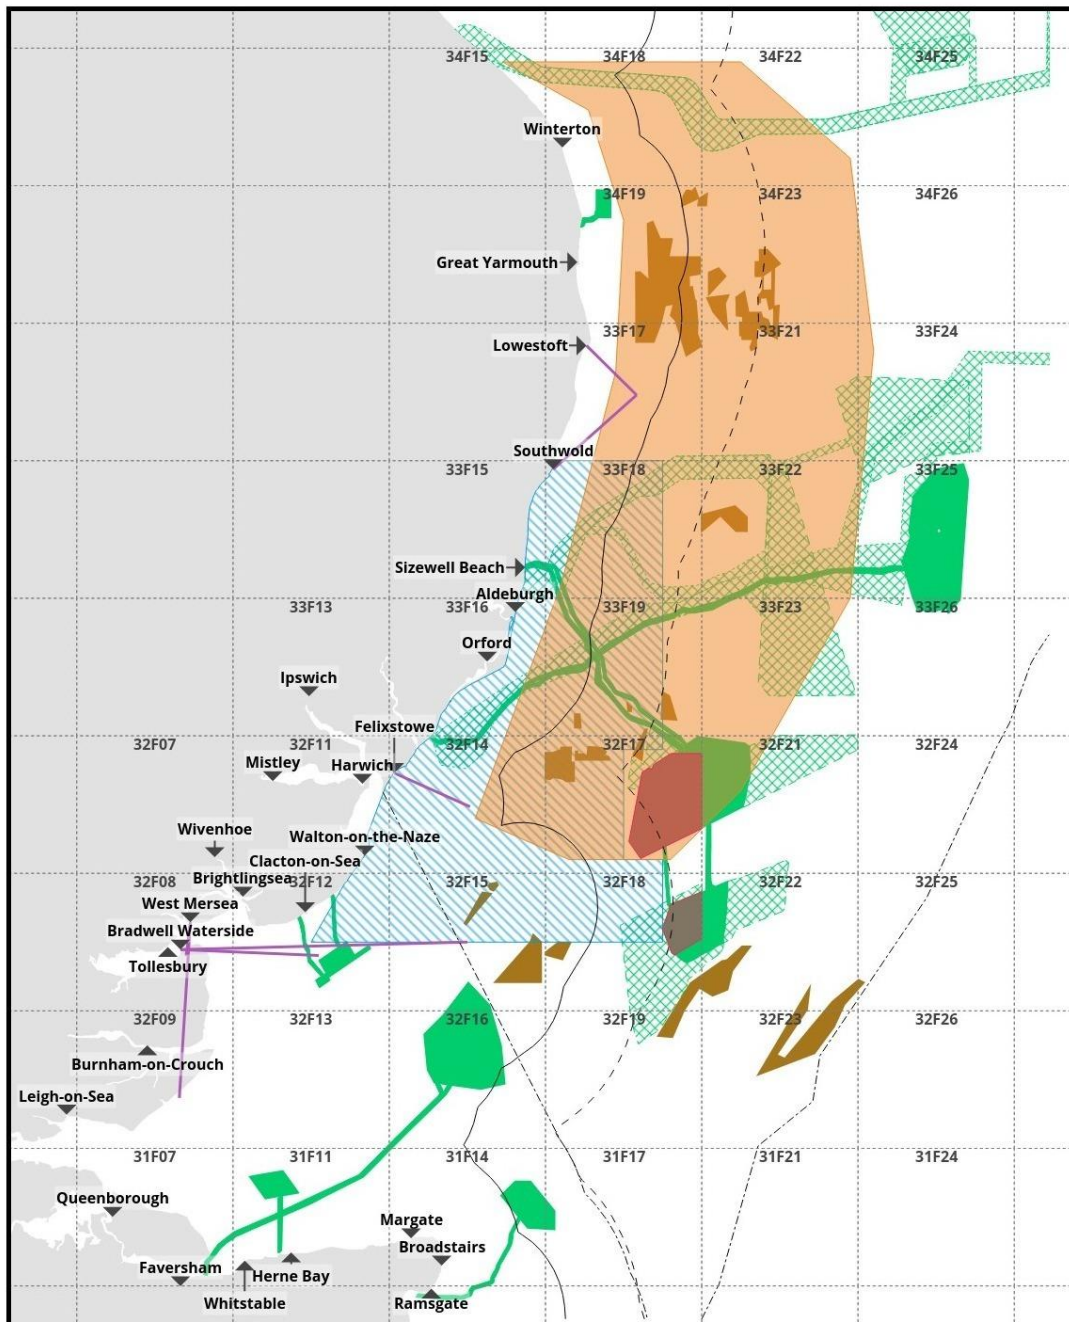 34F15
34F18
34F22
34F25
Winterton
34F19
34F23
34F26
Great Yarmouth
33F17
33F21
33F24
Lowestoft
Southwold
33F15
33F18
33F22
33F25
Sizewell Beach
Aldeburgh
33F13
33F16
33F19
33F23
33F26
Orford
Ipswich
Felixstowe
32F07
32F11
32F14
32F17
32F21
32F24
Mistley
Harwich
Wivenhoe
Walton-on-the-Naze
Clacton-on-Sea
Brightlingsea
32F08
32F12
32F15
32F18
32F22
32F25
West Mersea
Bradwell Waterside
Tollesbury
32F09
32F13
32F16
32F19
32F23
32F26
Burnham-on-Crouch
Leigh-on-Sea
31F07
31F11
31F14
31F17
31F21
31F24
Queenborough
Margate
Broadstairs
Faversham
Herne Bay
Whitstable
Ramsgate